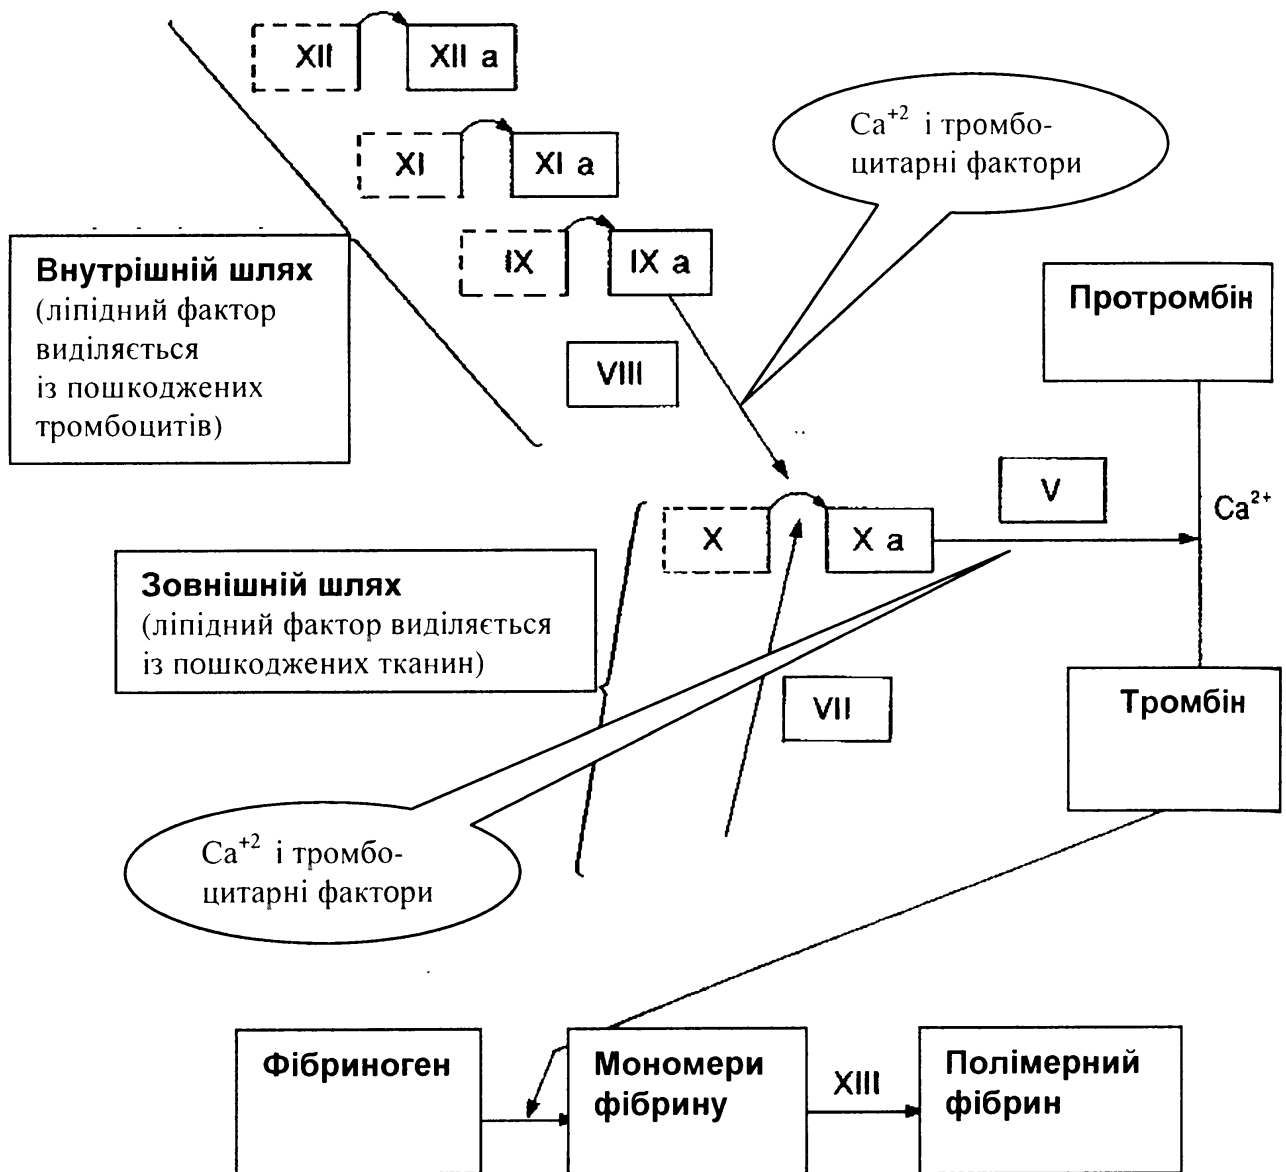 XII
XII a
Ca+2 і тромбо-
цитарні фактори
XI
XI a
IX
IX a
Внутрішній шлях
(ліпідний фактор
виділяється
із пошкоджених
тромбоцитів)
Протромбін
VIII
V
Ca2+
X
X a
Зовнішній шлях
(ліпідний фактор виділяється
із пошкоджених тканин)
VII
Тромбін
Ca+2 і тромбо-
цитарні фактори
Фібриноген
Мономери
фібрину
XIII
Полімерний
фібрин